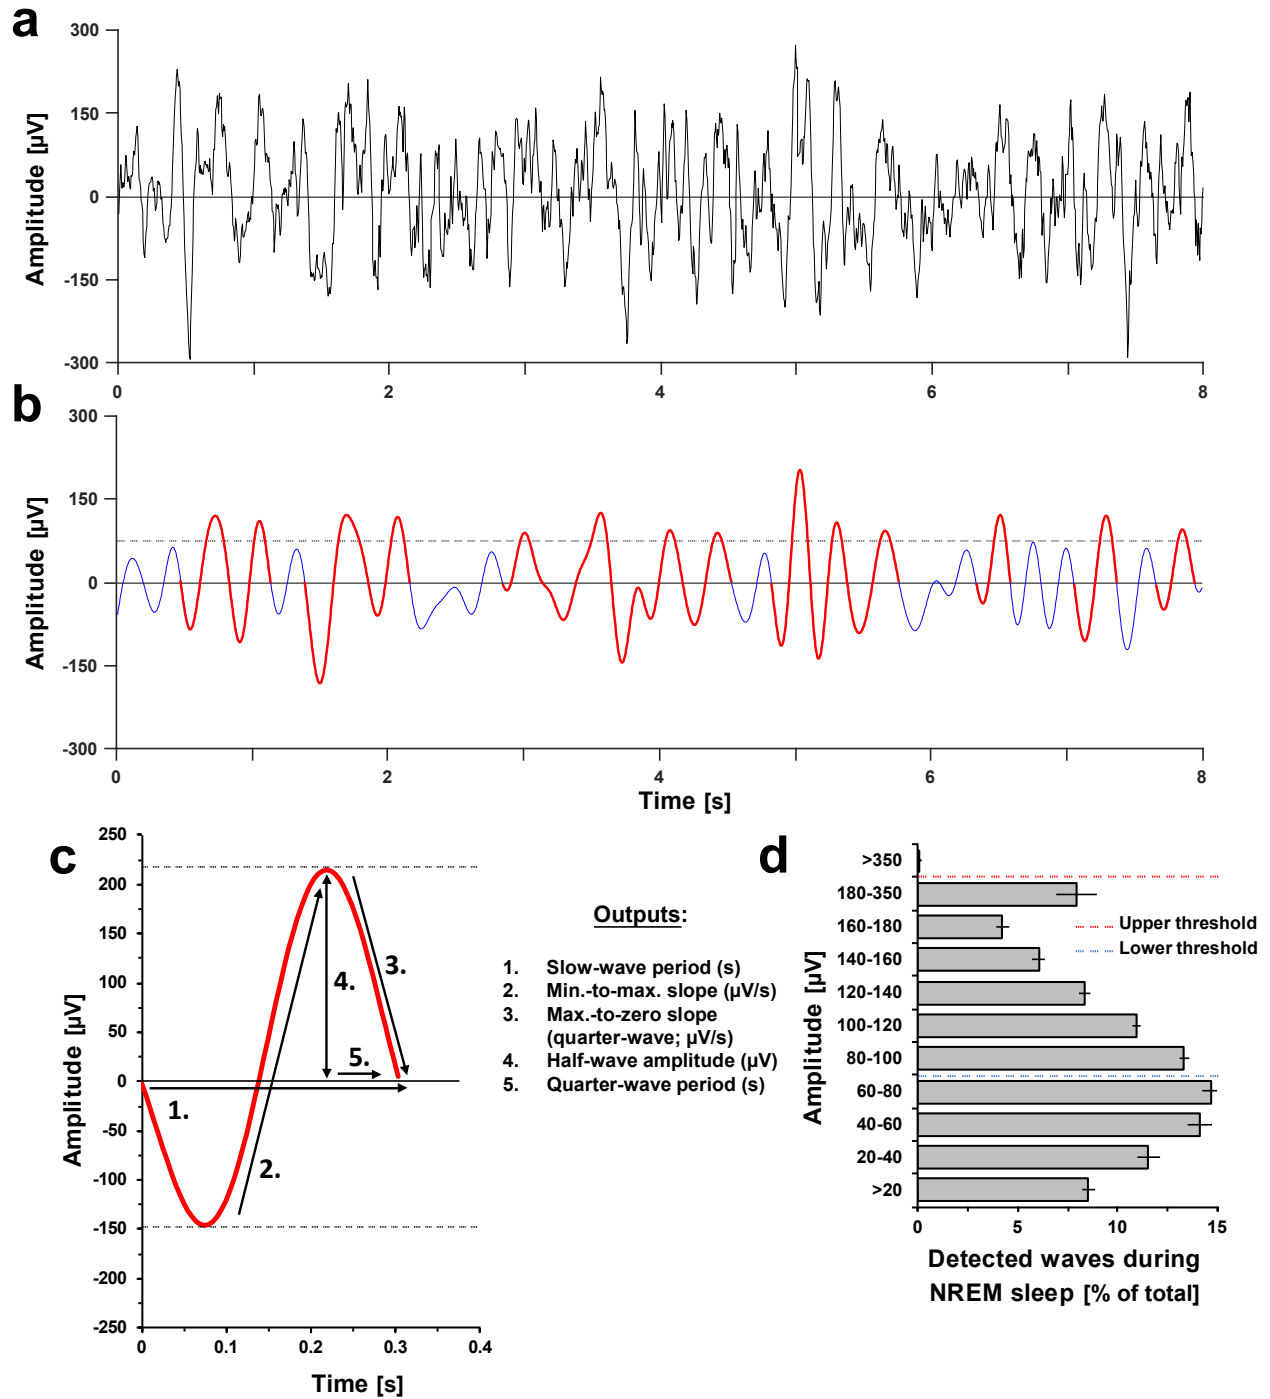 a
300
150
0
-150
-300
Amplitude [µV]
0
2
4
6
8
b
300
150
0
-150
-300
Amplitude [µV]
0
2
4
6
8
Time [s]
c
250
200
150
100
50
0
-50
-100
-150
-200
-250
Amplitude [µV]
0
0.1
0.2
0.3
0.4
Time [s]
1.
2.
3.
4.
5.
Outputs:
1. Slow-wave period (s)
2. Min.-to-max. slope (µV/s)
3. Max.-to-zero slope
(quarter-wave; µV/s)
4. Half-wave amplitude (µV)
5. Quarter-wave period (s)
d
>350
180-350
160-180
140-160
120-140
100-120
80-100
60-80
40-60
20-40
>20
Amplitude [µV]
Upper threshold
Lower threshold
0
5
10
15
Detected waves during
NREM sleep [% of total]